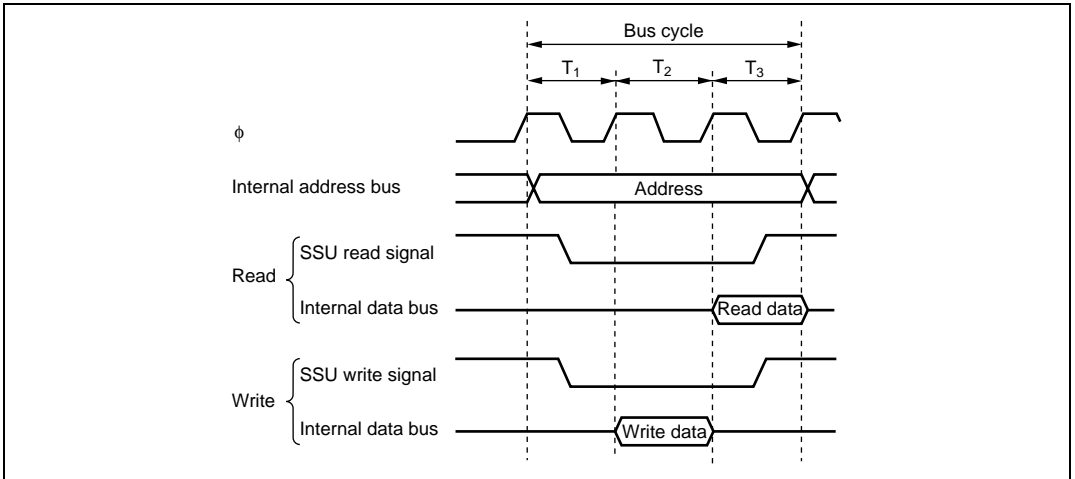 Bus cycle
T₁ T₂ T₃
ϕ
Internal address bus Address
SSU read signal
Read
Internal data bus Read data
SSU write signal
Write
Internal data bus Write data